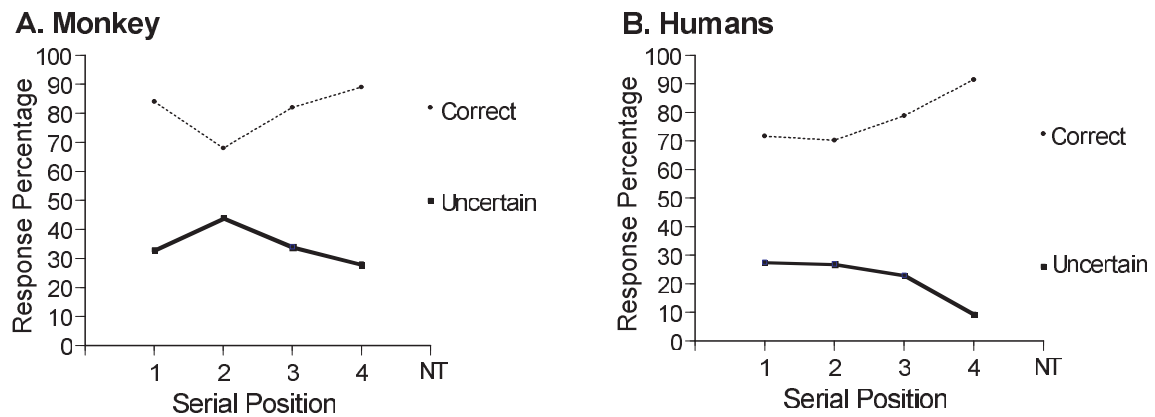 A. Monkey
100
90
80
70
60
50
40
30
20
10
0
Response Percentage
Correct
Uncertain
1 2 3 4 NT
Serial Position
B. Humans
100
90
80
70
60
50
40
30
20
10
0
Response Percentage
Correct
Uncertain
1 2 3 4 NT
Serial Position